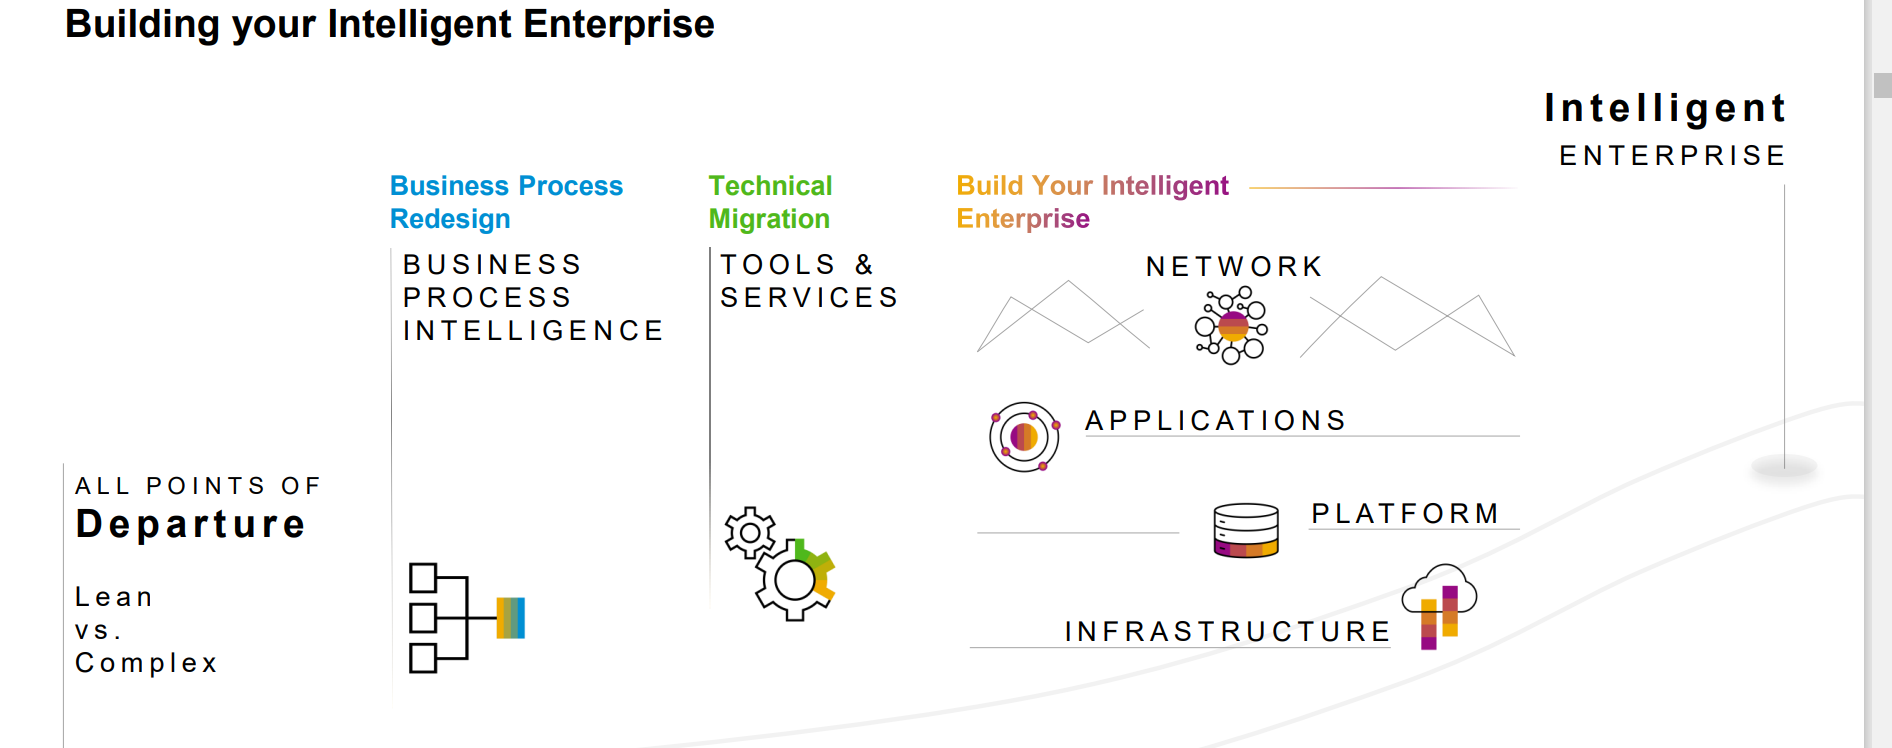 Building your Intelligent Enterprise
Intelligent
ENTERPRISE
Business Process
Redesign
BUSINESS
PROCESS
INTELLIGENCE
Technical
Migration
TOOLS &
SERVICES
Build Your Intelligent
Enterprise
NETWORK
APPLICATIONS
PLATFORM
INFRASTRUCTURE
ALL POINTS OF
Departure
Lean
vs.
Complex